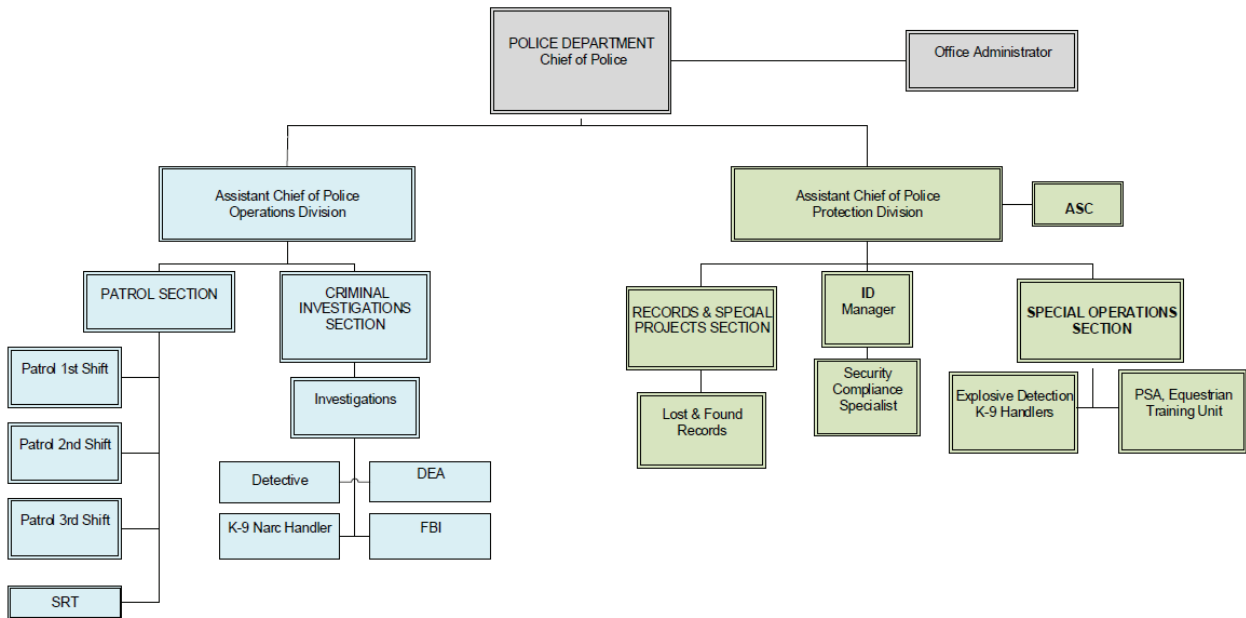 POLICE DEPARTMENT
Chief of Police
Office Administrator
Assistant Chief of Police
Operations Division
Assistant Chief of Police
Protection Division
ASC
PATROL SECTION
CRIMINAL
INVESTIGATIONS
SECTION
RECORDS & SPECIAL
PROJECTS SECTION
ID
Manager
SPECIAL OPERATIONS
SECTION
Patrol 1st Shift
Investigations
Lost & Found
Records
Security
Compliance
Specialist
Explosive Detection
K-9 Handlers
PSA, Equestrian
Training Unit
Patrol 2nd Shift
Detective
DEA
Patrol 3rd Shift
K-9 Narc Handler
FBI
SRT